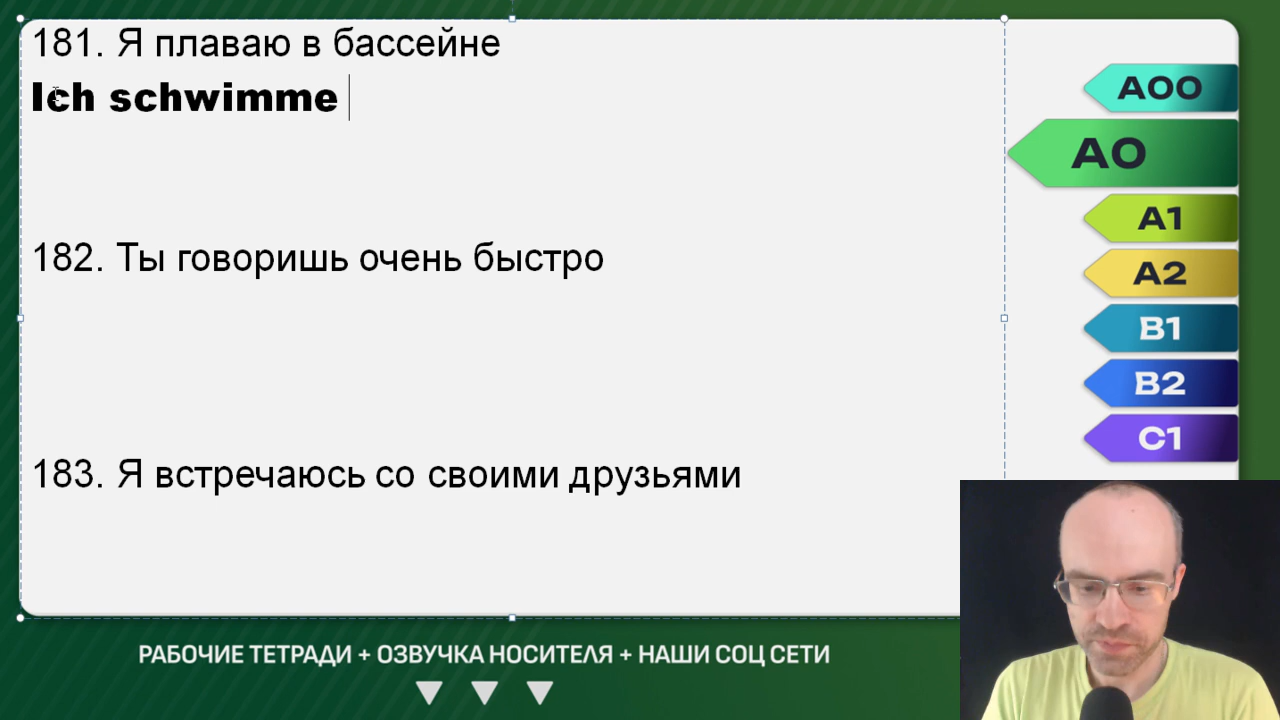 181. Я плаваю в бассейне
Ich schwimme
182. Ты говоришь очень быстро
183. Я встречаюсь со своими друзьями
A00
A0
A1
A2
B1
B2
C1
РАБОЧИЕ ТЕТРАДИ + ОЗВУЧКА НОСИТЕЛЯ + НАШИ СОЦ СЕТИ